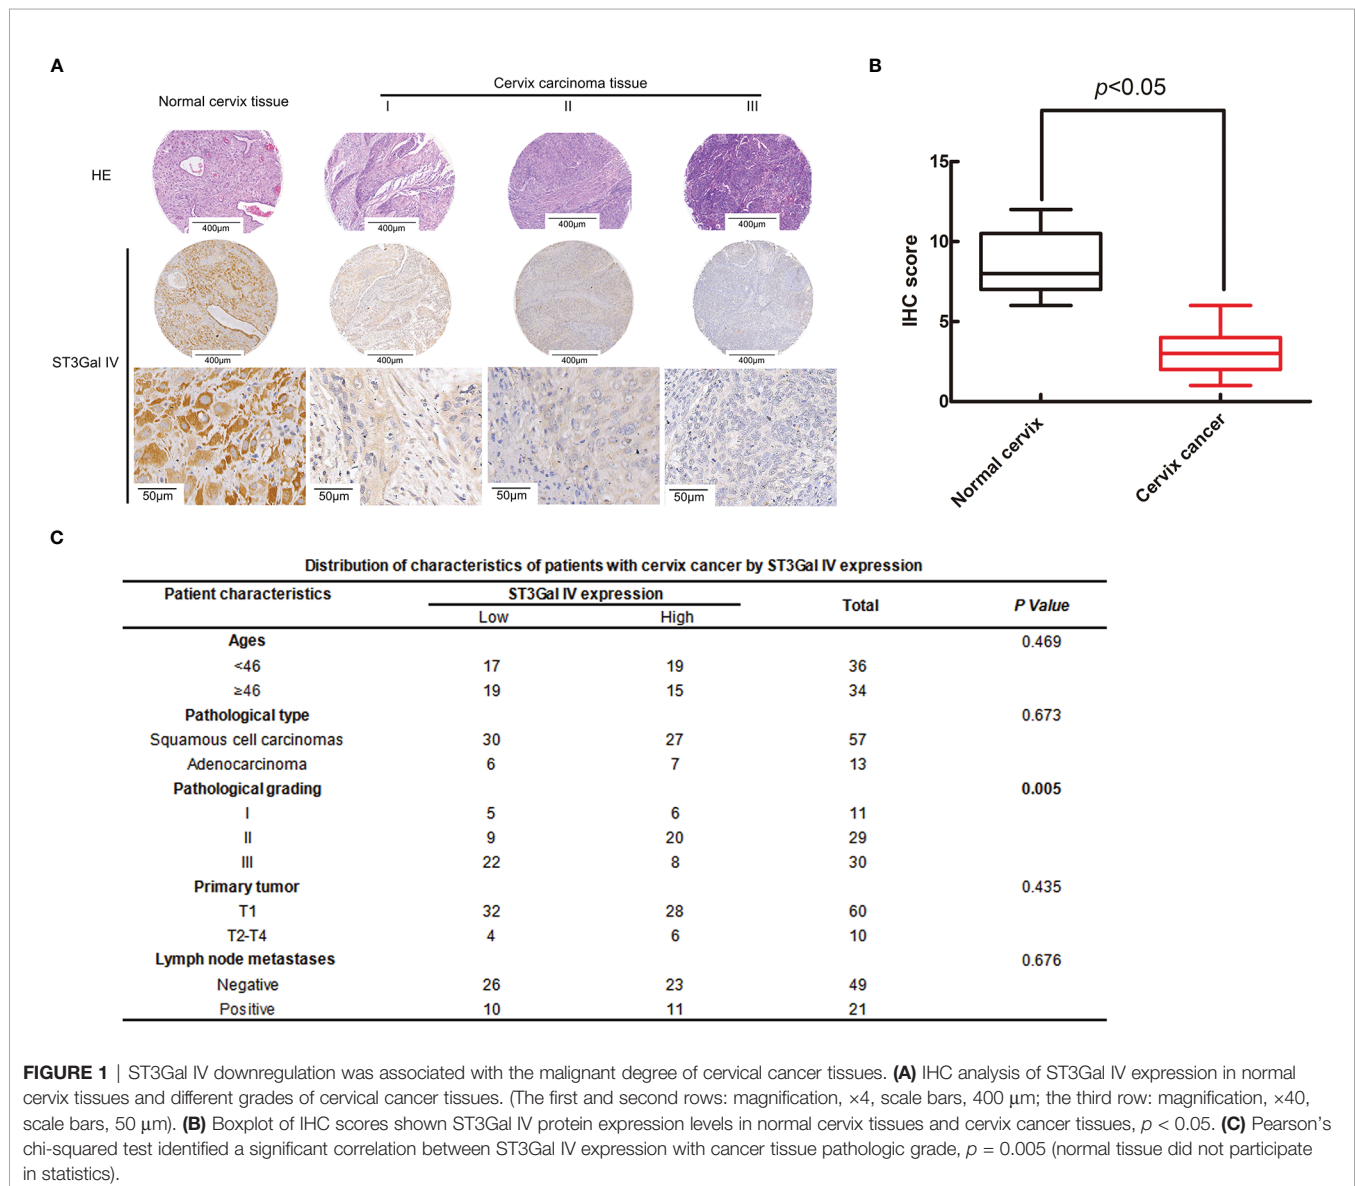 A
B
Cervix carcinoma tissue
Normal cervix tissue
I
II
III
HE
400µm
400µm
400µm
400µm
ST3Gal IV
400µm
400µm
400µm
400µm
50µm
50µm
50µm
50µm
p<0.05
IHC score
15
10
5
0
Normal cervix
Cervix cancer
C
Distribution of characteristics of patients with cervix cancer by ST3Gal IV expression
Patient characteristics ST3Gal IV expression Total P Value
Low High
Ages 0.469
<46 17 19 36
≥46 19 15 34
Pathological type 0.673
Squamous cell carcinomas 30 27 57
Adenocarcinoma 6 7 13
Pathological grading 0.005
I 5 6 11
II 9 20 29
III 22 8 30
Primary tumor 0.435
T1 32 28 60
T2-T4 4 6 10
Lymph node metastases 0.676
Negative 26 23 49
Positive 10 11 21
FIGURE 1 | ST3Gal IV downregulation was associated with the malignant degree of cervical cancer tissues. (A) IHC analysis of ST3Gal IV expression in normal
cervix tissues and different grades of cervical cancer tissues. (The first and second rows: magnification, ×4, scale bars, 400 µm; the third row: magnification, ×40,
scale bars, 50 µm). (B) Boxplot of IHC scores shown ST3Gal IV protein expression levels in normal cervix tissues and cervix cancer tissues, p < 0.05. (C) Pearson's
chi-squared test identified a significant correlation between ST3Gal IV expression with cancer tissue pathologic grade, p = 0.005 (normal tissue did not participate
in statistics).